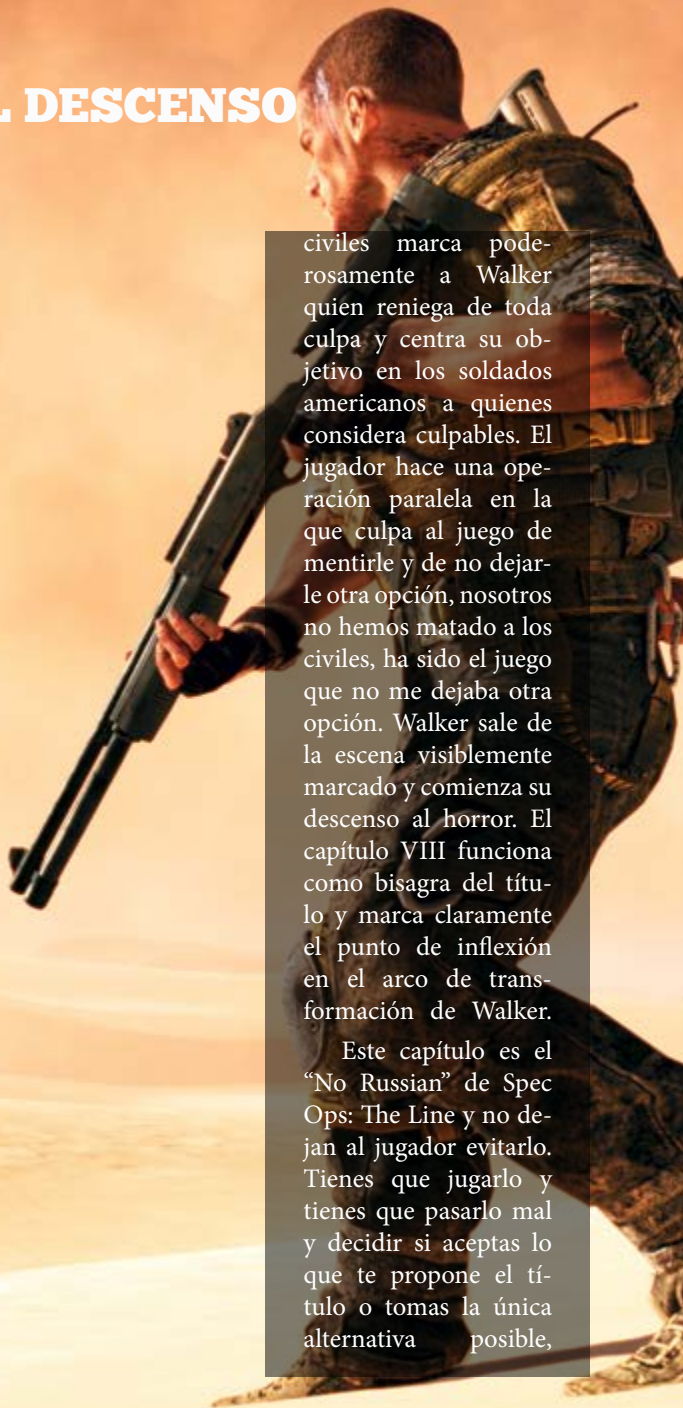 L DESCENSO
civiles marca pode-
rosamente a Walker
quien reniega de toda
culpa y centra su ob-
jetivo en los soldados
americanos a quienes
considera culpables. El
jugador hace una ope-
ración paralela en la
que culpa al juego de
mentirle y de no dejar-
le otra opción, nosotros
no hemos matado a los
civiles, ha sido el juego
que no me dejaba otra
opción. Walker sale de
la escena visiblemente
marcado y comienza su
descenso al horror. El
capítulo VIII funciona
como bisagra del títu-
lo y marca claramente
el punto de inflexión
en el arco de trans-
formación de Walker.
Este capítulo es el
“No Russian” de Spec
Ops: The Line y no de-
jan al jugador evitarlo.
Tienes que jugarlo y
tienes que pasarlo mal
y decidir si aceptas lo
que te propone el tí-
tulo o tomas la única
alternativa posible,